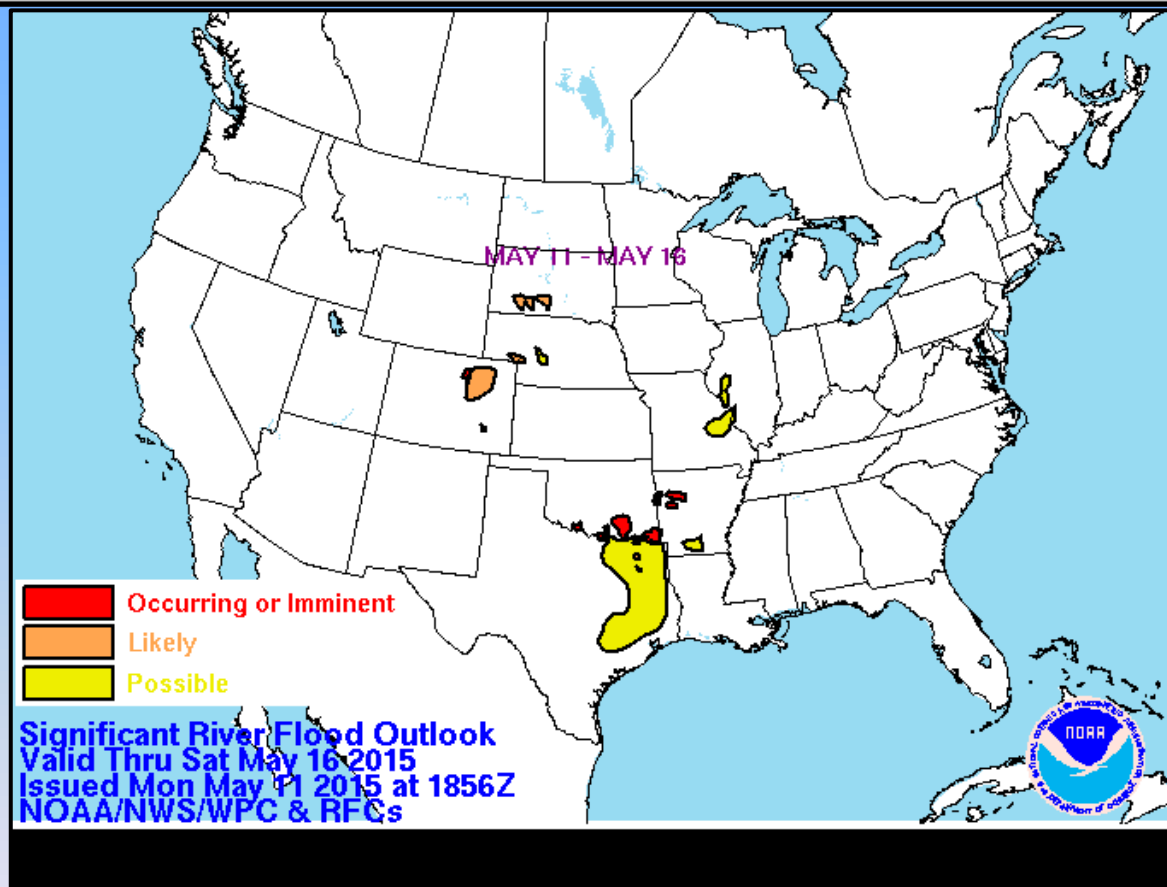 MAY 11 - MAY 16
Occurring or Imminent
Likely
Possible
Significant River Flood Outlook
Valid Thru Sat May 16 2015
Issued Mon May 11 2015 at 1856Z
NOAA/NWS/WPC & RFCs
NOAA